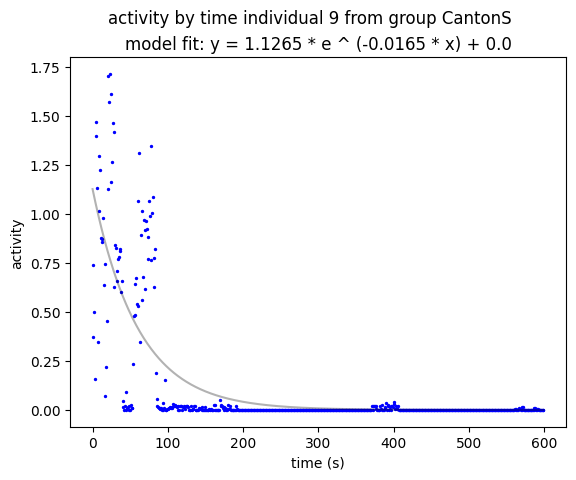 activity by time individual 9 from group CantonS
model fit: y = 1.1265 * e ^ (-0.0165 * x) + 0.0
1.75
1.50
1.25
1.00
0.75
0.50
0.25
0.00
activity
0 100 200 300 400 500 600
time (s)